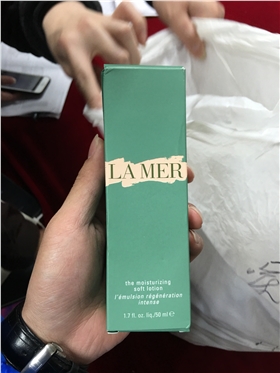 LA MER
the moisturizing
soft lotion
l'émulsion régénération
intense
1.7 fl. oz. liq./50 ml ℮